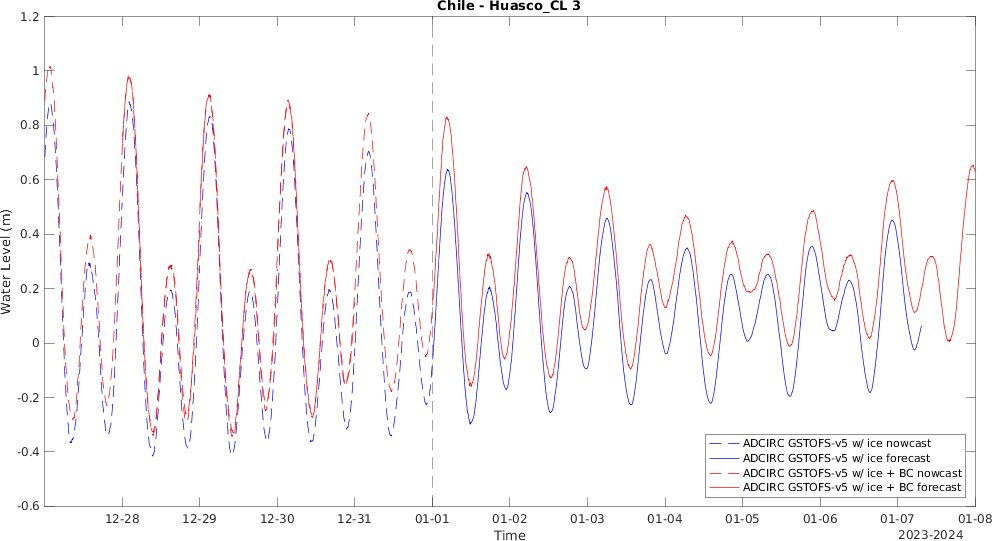 Chile - Huasco_CL 3
1.2
1
0.8
0.6
0.4
0.2
0
-0.2
-0.4
-0.6
Water Level (m)
ADCIRC GSTOFS-v5 w/ ice nowcast
ADCIRC GSTOFS-v5 w/ ice forecast
ADCIRC GSTOFS-v5 w/ ice + BC nowcast
ADCIRC GSTOFS-v5 w/ ice + BC forecast
12-28 12-29 12-30 12-31 01-01 01-02 01-03 01-04 01-05 01-06 01-07 01-08
Time
2023-2024